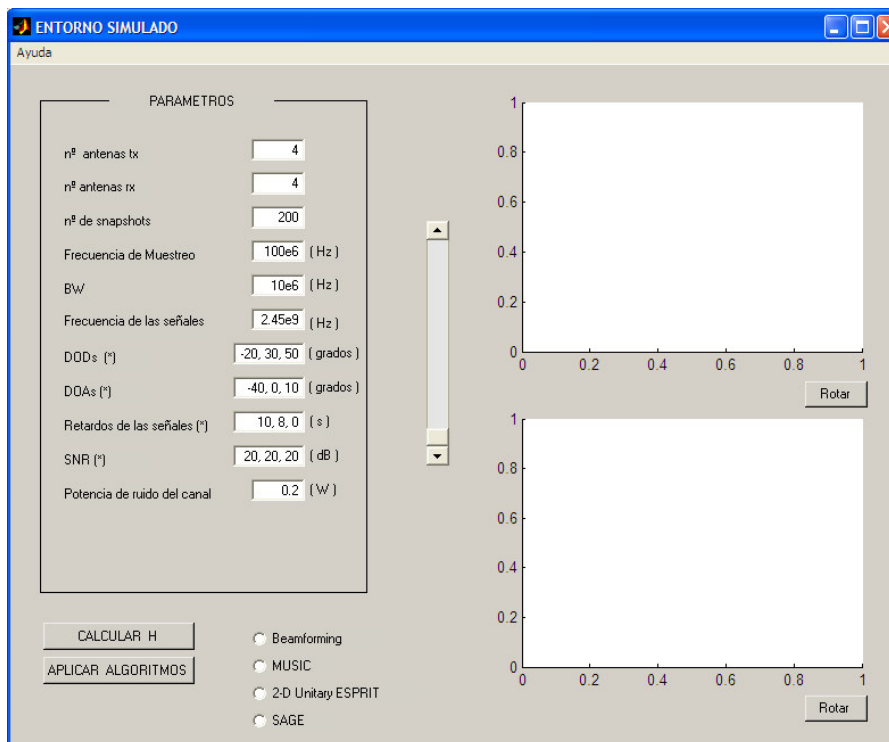 ENTORNO SIMULADO
Ayuda
PARAMETROS
nº antenas tx 4
nº antenas rx 4
nº de snapshots 200
Frecuencia de Muestreo 100e6 ( Hz )
BW 10e6 ( Hz )
Frecuencia de las señales 2.45e9 ( Hz )
DODs (*) -20, 30, 50 ( grados )
DOAs (*) -40, 0, 10 ( grados )
Retardos de las señales (*) 10, 8, 0 ( s )
SNR (*) 20, 20, 20 ( dB )
Potencia de ruido del canal 0.2 ( W )
CALCULAR H
APLICAR ALGORITMOS
Beamforming
MUSIC
2-D Unitary ESPRIT
SAGE
1
0.8
0.6
0.4
0.2
0
0 0.2 0.4 0.6 0.8 1
Rotar
1
0.8
0.6
0.4
0.2
0
0 0.2 0.4 0.6 0.8 1
Rotar